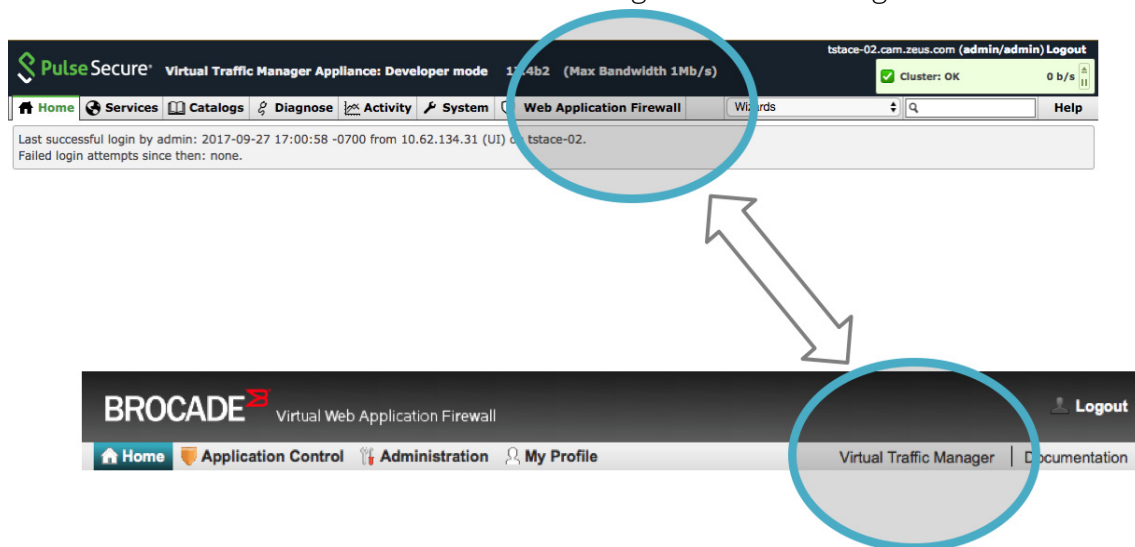 tstace-02.cam.zeus.com (admin/admin) Logout
Pulse Secure Virtual Traffic Manager Appliance: Developer mode (Max Bandwidth 1Mb/s)
Cluster: OK 0 b/s
Home Services Catalogs Diagnose Activity System Web Application Firewall Wizards Help
Last successful login by admin: 2017-09-27 17:00:58 -0700 from 10.62.134.31 (UI) on tstace-02.
Failed login attempts since then: none.
BROCADE Virtual Web Application Firewall
Logout
Home Application Control Administration My Profile Virtual Traffic Manager Documentation